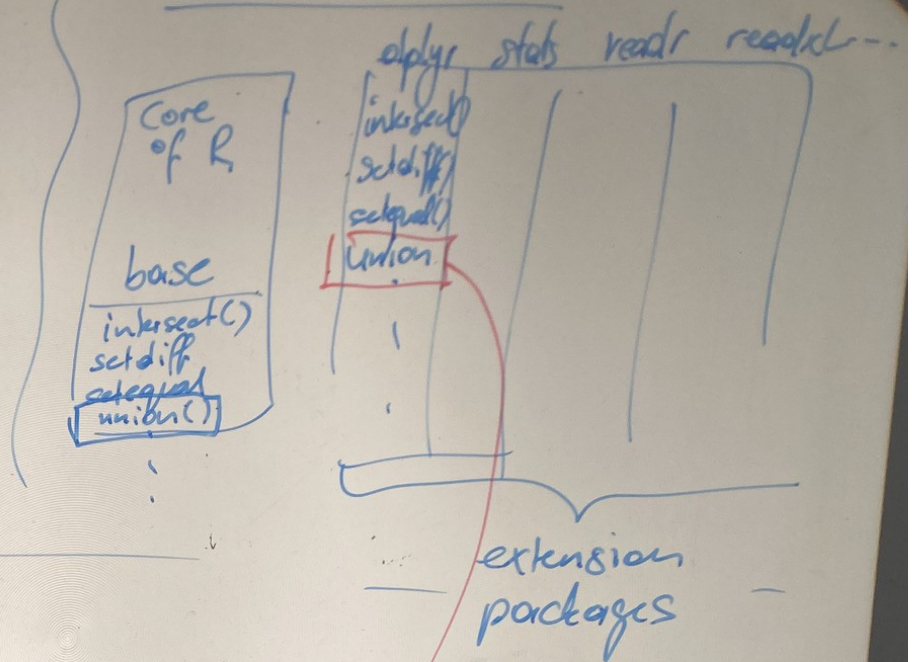 Core
of R
base
intersect()
setdiff
setequal
union()
dplyr stats readr readxl...
intersect()
setdiff()
setequal()
union
extension
packages